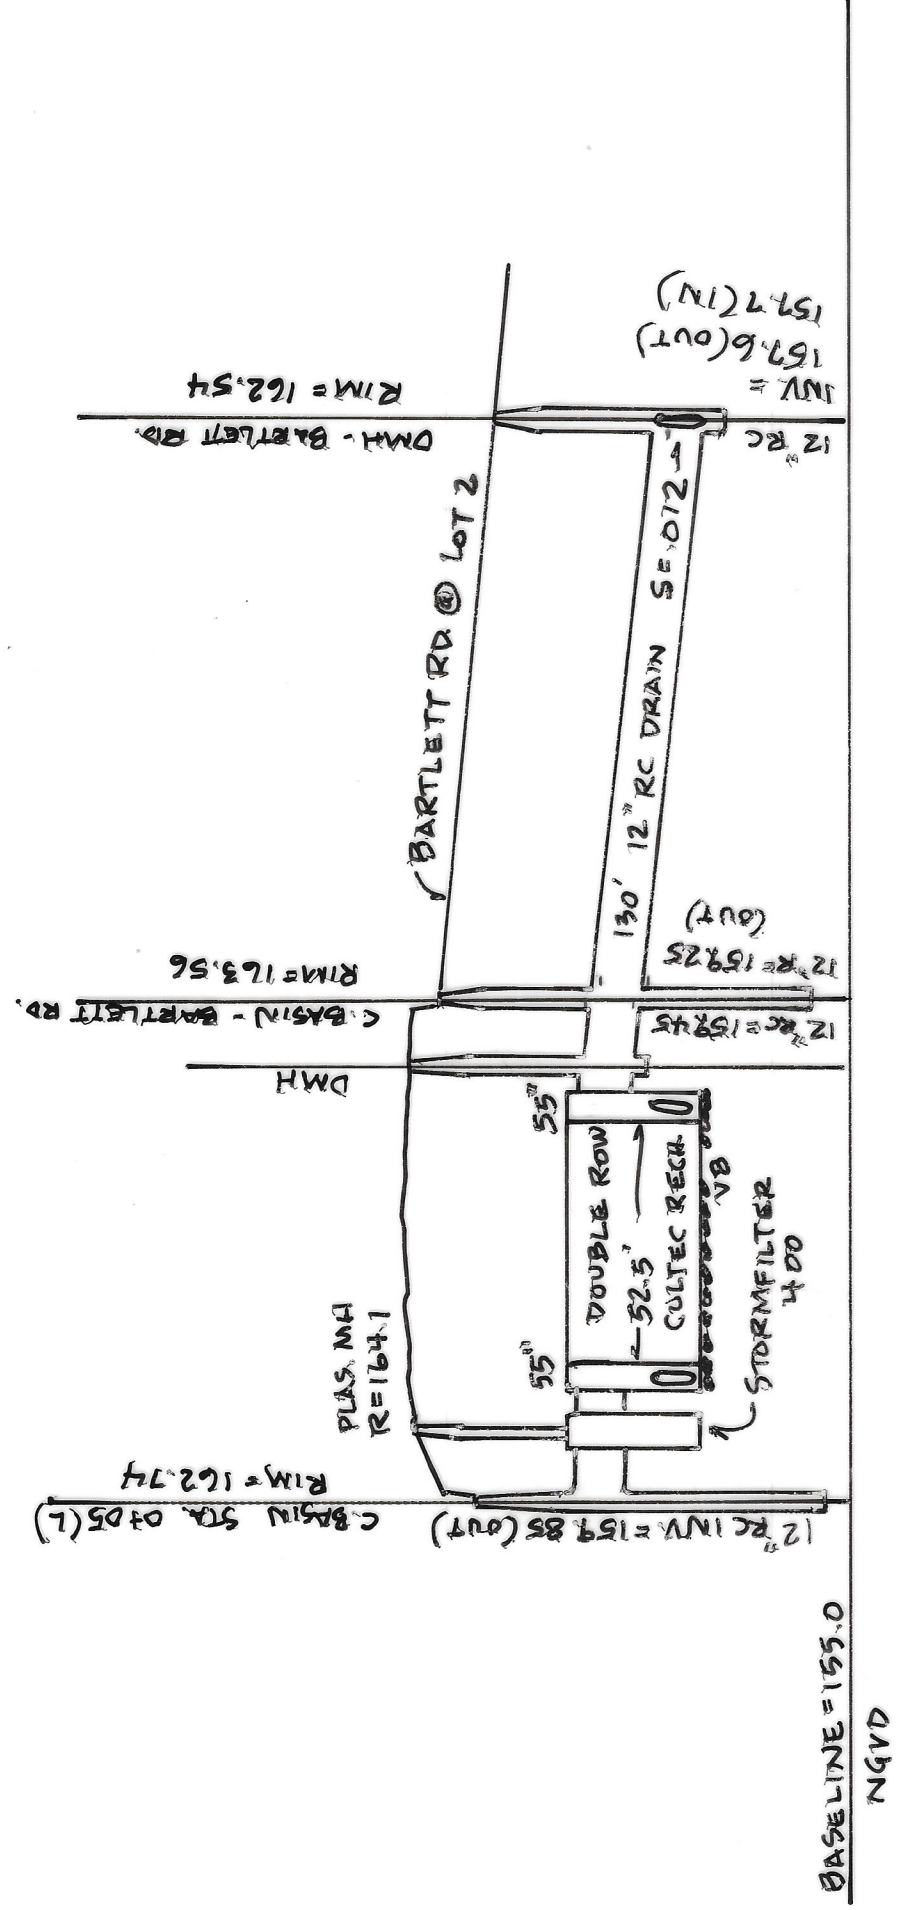 C. BASIN STA. 0+05(L)
RIM = 162.74
12" RC INV. = 159.85 (OUT)
PLAS. MH
R=164.1
STORMFILTER
400
55"
DOUBLE ROW
52.5'
CULTEC RECH.
VB
55"
DMH
C. BASIN - BARTLETT RD.
RIM = 163.56
12" RC = 159.45
12" R = 159.25
(OUT)
BARTLETT RD. @ LOT 2
130' 12" RC DRAIN S=.012
DMH - BARTLETT RD.
RIM = 162.54
12" RC
INV =
157.6 (OUT)
157.7 (IN)
BASELINE = 155.0
NGVD